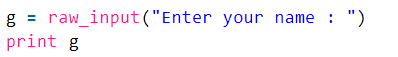 g = raw_input("Enter your name : ")
print g